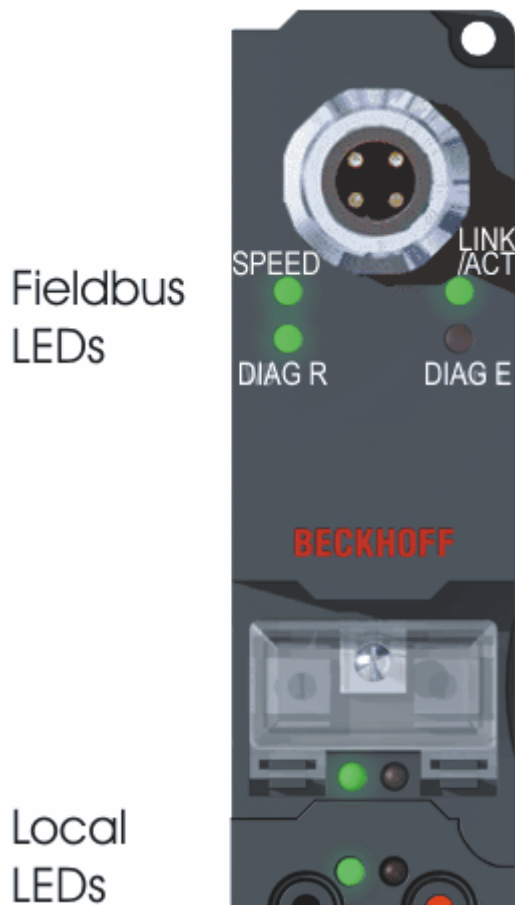 SPEED
LINK
/ACT
Fieldbus
LEDs
DIAG R
DIAG E
BECKHOFF
Local
LEDs